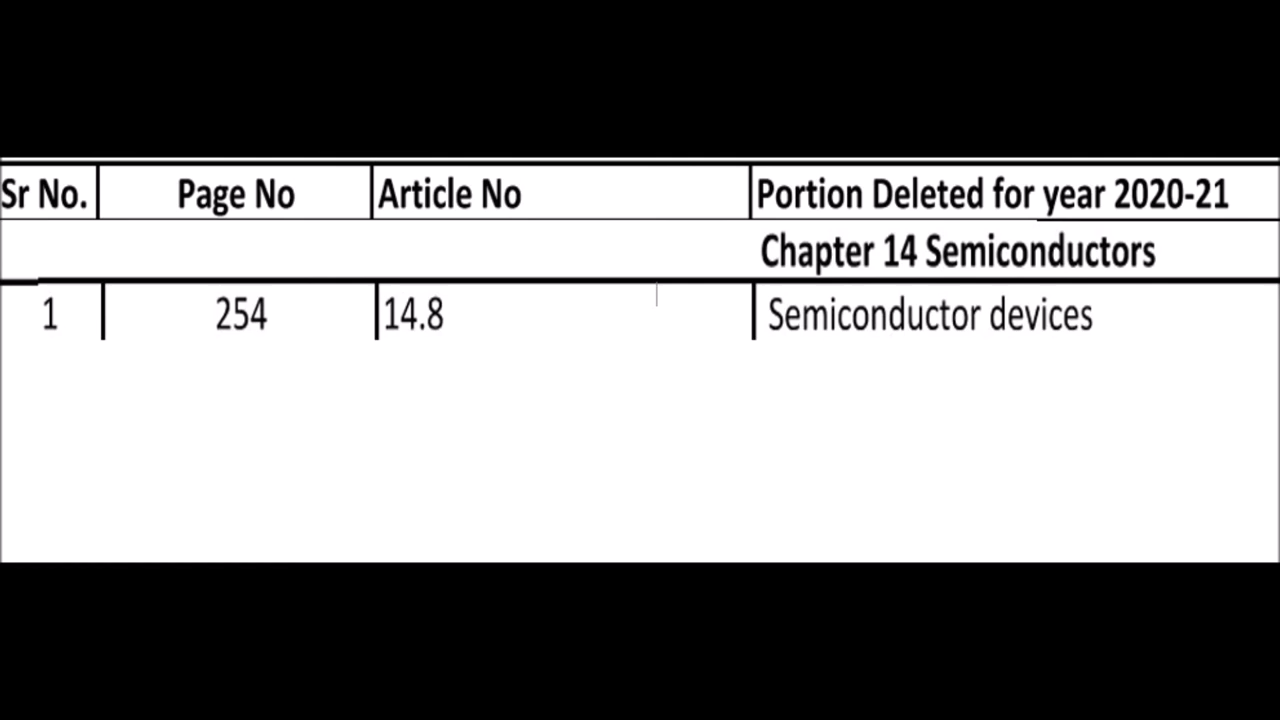 Sr No. Page No Article No Portion Deleted for year 2020-21
Chapter 14 Semiconductors
1 254 14.8 Semiconductor devices